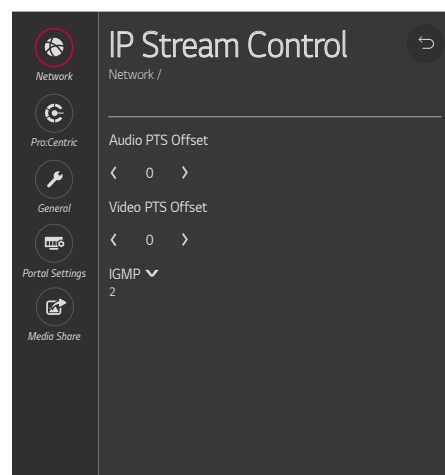 IP Stream Control
Network /
Network
Pro:Centric
General
Portal Settings
Media Share
Audio PTS Offset
0
Video PTS Offset
0
IGMP
2